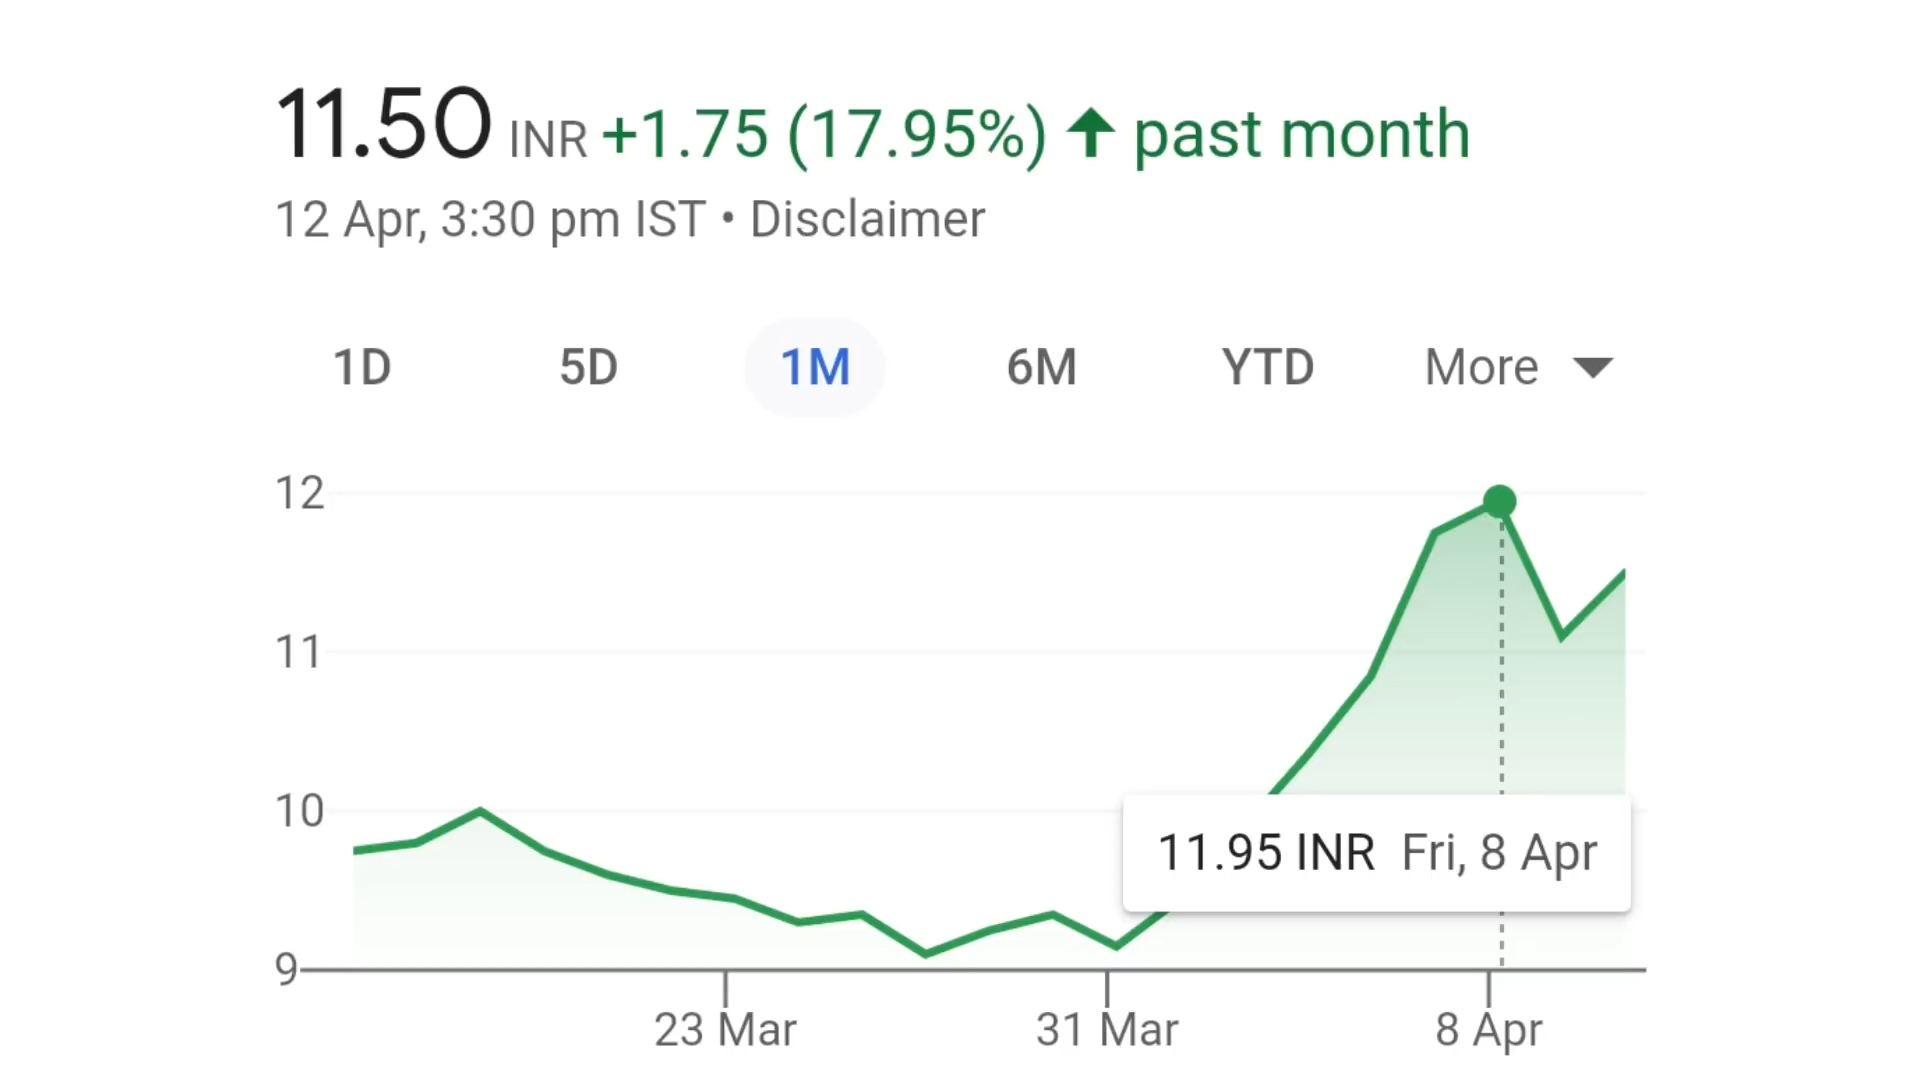 11.50 INR +1.75 (17.95%) ↑ past month
12 Apr, 3:30 pm IST • Disclaimer
1D 5D 1M 6M YTD More
12
11
10
11.95 INR Fri, 8 Apr
9
23 Mar 31 Mar 8 Apr